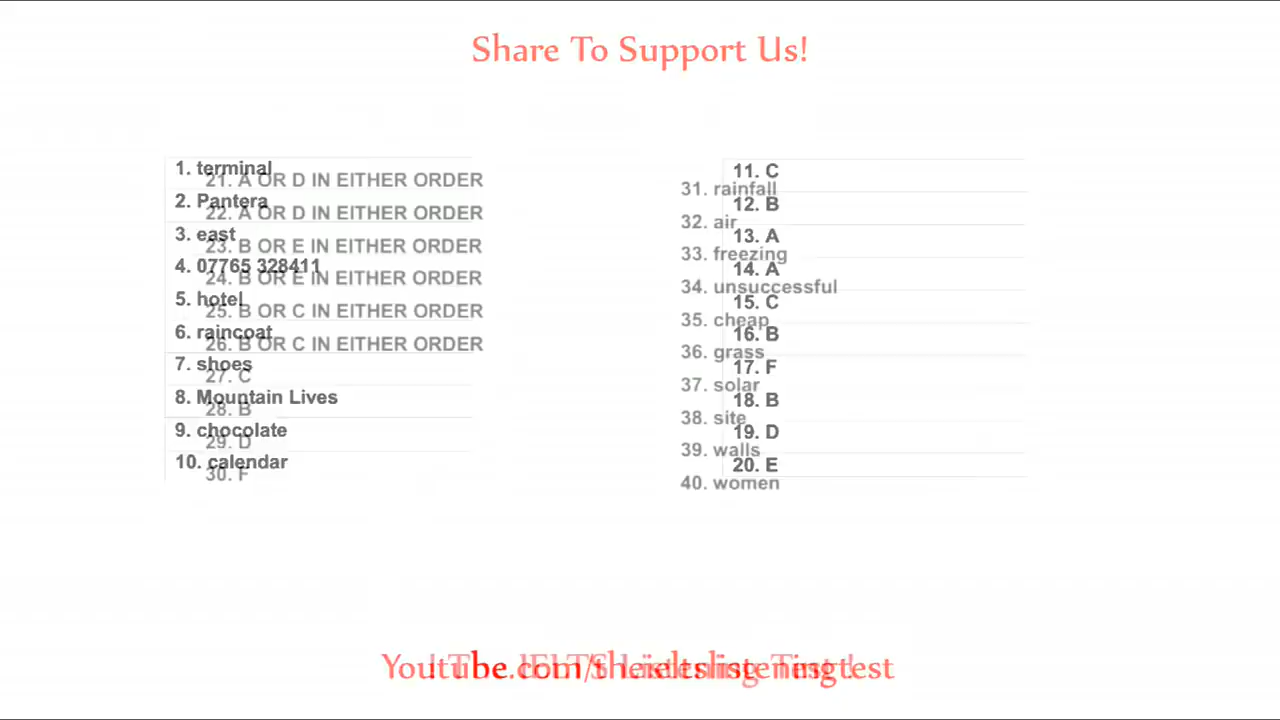 Share To Support Us!
1. terminal
2. Pantera
3. east
4. 07765 328411
5. hotel
6. raincoat
7. shoes
8. Mountain Lives
9. chocolate
10. calendar
21. A OR D IN EITHER ORDER
22. A OR D IN EITHER ORDER
23. B OR E IN EITHER ORDER
24. B OR E IN EITHER ORDER
25. B OR C IN EITHER ORDER
26. B OR C IN EITHER ORDER
27. C
28. B
29. D
30. F
11. C
12. B
13. A
14. A
15. C
16. B
17. F
18. B
19. D
20. E
31. rainfall
32. air
33. freezing
34. unsuccessful
35. cheap
36. grass
37. solar
38. site
39. walls
40. women